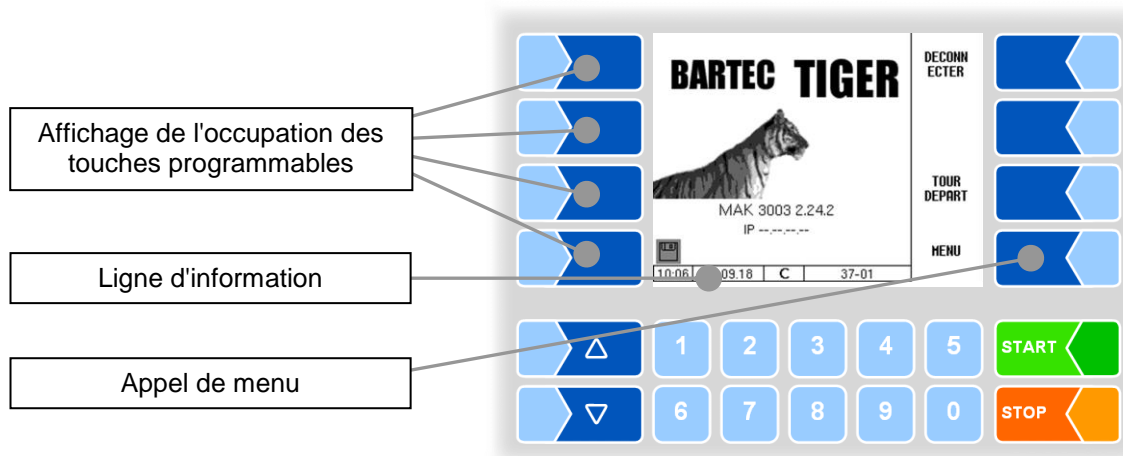 Affichage de l'occupation des
touches programmables
Ligne d'information
Appel de menu
BARTEC TIGER
MAK 3003 2.24.2
IP --.--.--.--
10:06 09.18 C 37-01
DECONN
ECTER
TOUR
DEPART
MENU
1 2 3 4 5 START
6 7 8 9 0 STOP